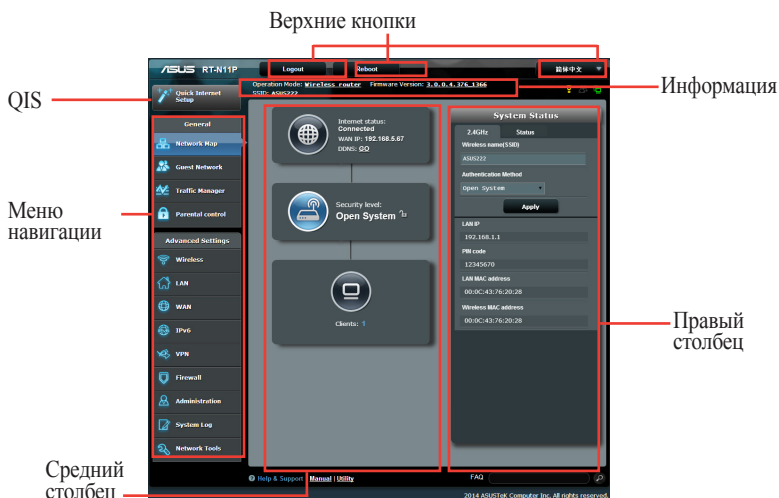 Верхние кнопки
ASUS RT-N11P
Logout
Reboot
简体中文
Quick Internet Setup
Operation Mode: Wireless router Firmware Version: 3.0.0.4.376_1366
SSID: ASUS222
Информация
QIS
General
Network Map
Guest Network
Traffic Manager
Parental control
Меню
навигации
Advanced Settings
Wireless
LAN
WAN
IPv6
VPN
Firewall
Administration
System Log
Network Tools
Internet status:
Connected
WAN IP: 192.168.5.67
DDNS: GO
Security level:
Open System
Clients: 1
System Status
2.4GHz Status
Wireless name(SSID)
ASUS222
Authentication Method
Open System
Apply
LAN IP
192.168.1.1
PIN code
12345670
LAN MAC address
00:0C:43:76:20:28
Wireless MAC address
00:0C:43:76:20:28
Правый
столбец
Средний
столбец
Help & Support Manual | Utility
FAQ
2014 ASUSTeK Computer Inc. All rights reserved.